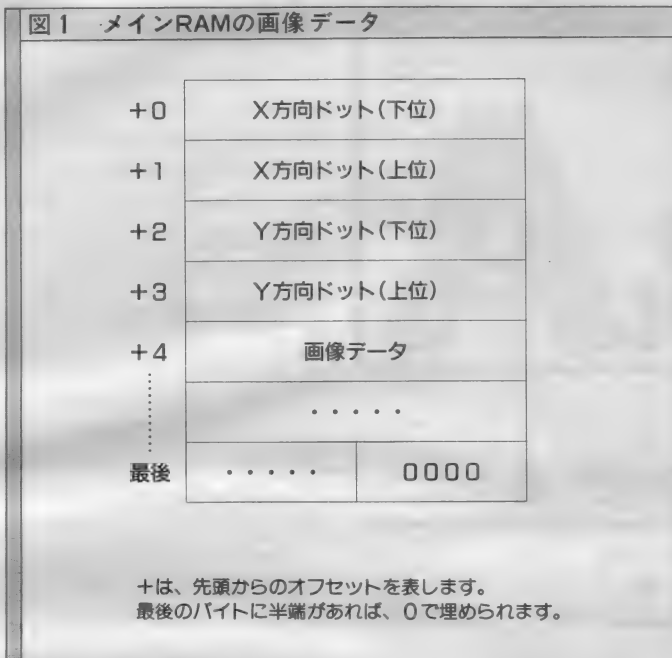 図1 メインRAMの画像データ
+0 X方向ドット(下位)
+1 X方向ドット(上位)
+2 Y方向ドット(下位)
+3 Y方向ドット(上位)
+4 画像データ
・・・・・
最後 ・・・・・ 0000
+は、先頭からのオフセットを表します。
最後のバイトに半端があれば、0で埋められます。